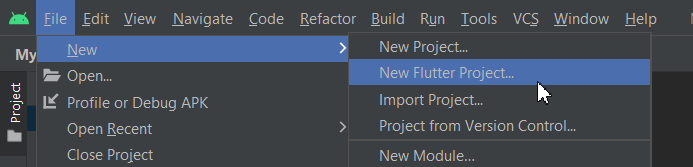 File Edit View Navigate Code Refactor Build Run Tools VCS Window Help
My
New
Open...
Profile or Debug APK
Open Recent
Close Project
New Project...
New Flutter Project...
Import Project...
Project from Version Control...
New Module...
Project